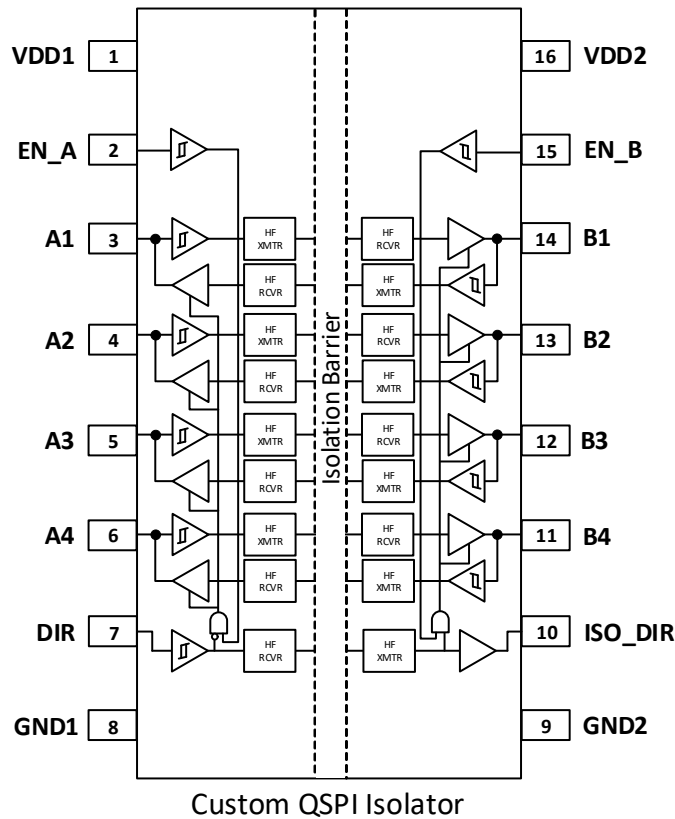 VDD1 1 16 VDD2
EN_A 2 15 EN_B
A1 3 HF XMTR HF RCVR 14 B1
HF RCVR HF XMTR
A2 4 HF XMTR HF RCVR 13 B2
HF RCVR HF XMTR
Isolation Barrier
A3 5 HF XMTR HF RCVR 12 B3
HF RCVR HF XMTR
A4 6 HF XMTR HF RCVR 11 B4
HF RCVR HF XMTR
DIR 7 HF RCVR HF XMTR 10 ISO_DIR
GND1 8 9 GND2
Custom QSPI Isolator